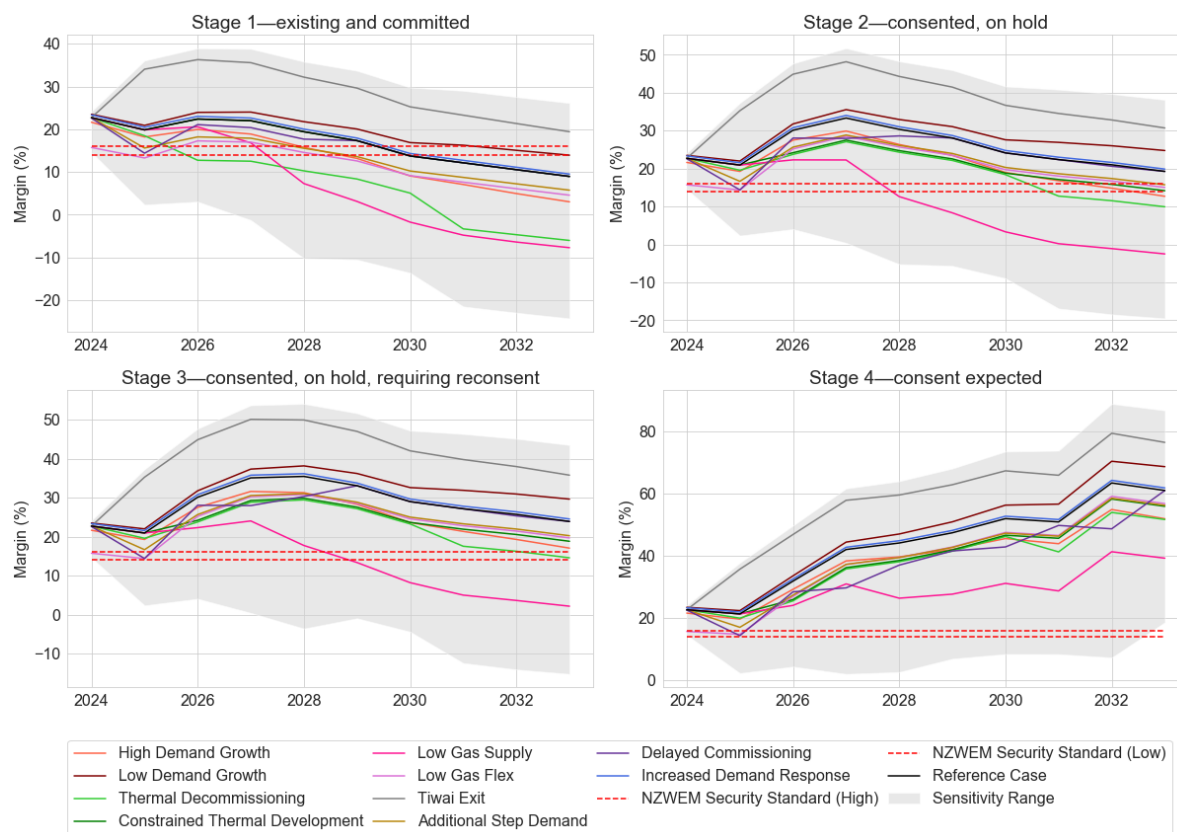 Stage 1—existing and committed
Margin (%)
40
30
20
10
0
−10
−20
2024 2026 2028 2030 2032
Stage 2—consented, on hold
Margin (%)
50
40
30
20
10
0
−10
−20
2024 2026 2028 2030 2032
Stage 3—consented, on hold, requiring reconsent
Margin (%)
50
40
30
20
10
0
−10
2024 2026 2028 2030 2032
Stage 4—consent expected
Margin (%)
80
60
40
20
0
2024 2026 2028 2030 2032
High Demand Growth
Low Demand Growth
Thermal Decommissioning
Constrained Thermal Development
Low Gas Supply
Low Gas Flex
Tiwai Exit
Additional Step Demand
Delayed Commissioning
Increased Demand Response
NZWEM Security Standard (High)
NZWEM Security Standard (Low)
Reference Case
Sensitivity Range